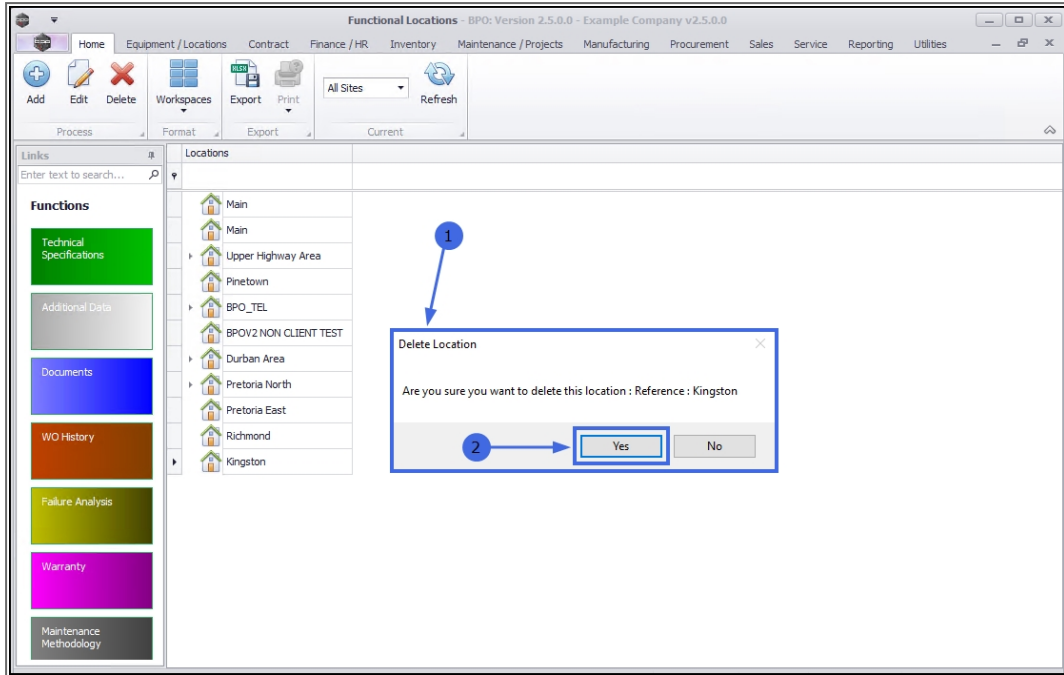 Functional Locations - BPO: Version 2.5.0.0 - Example Company v2.5.0.0
Home Equipment / Locations Contract Finance / HR Inventory Maintenance / Projects Manufacturing Procurement Sales Service Reporting Utilities
Add Edit Delete Workspaces Export Print All Sites Refresh
Process Format Export Current
Links
Enter text to search...
Functions
Technical
Specifications
Additional Data
Documents
WO History
Failure Analysis
Warranty
Maintenance
Methodology
Locations
Main
Main
Upper Highway Area
Pinetown
BPO_TEL
BPOV2 NON CLIENT TEST
Durban Area
Pretoria North
Pretoria East
Richmond
Kingston
1
Delete Location
Are you sure you want to delete this location : Reference : Kingston
2
Yes No